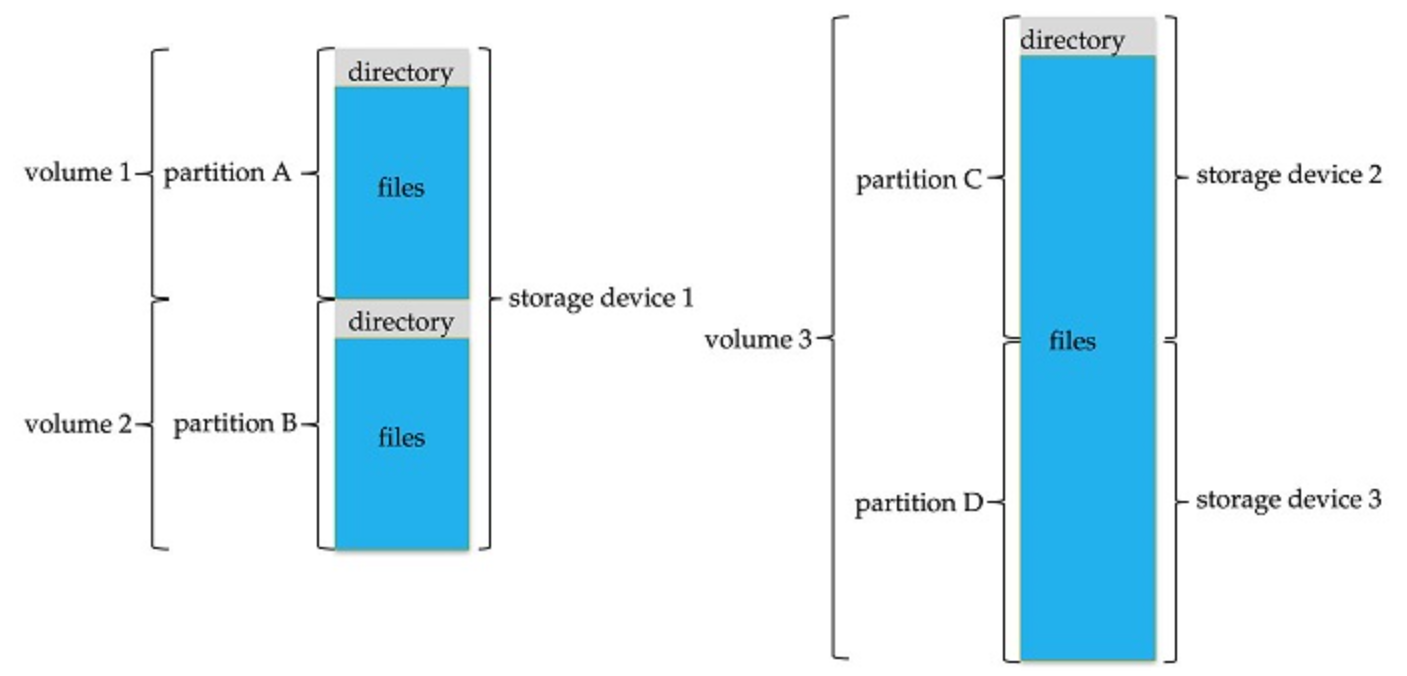 directory
volume 1
partition A
files
storage device 1
directory
volume 2
partition B
files
directory
partition C
storage device 2
volume 3
files
partition D
storage device 3